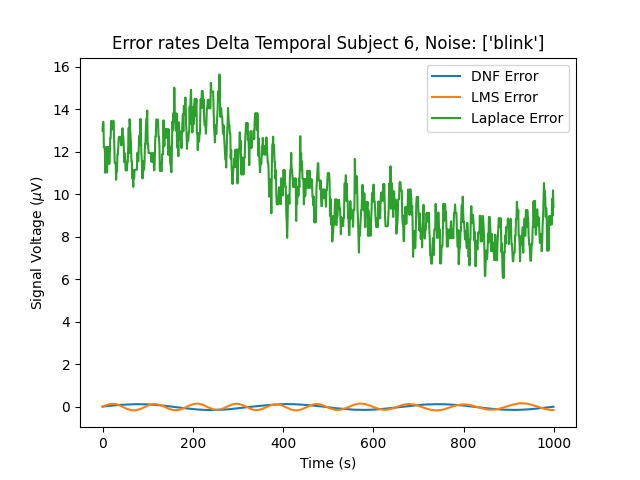 Error rates Delta Temporal Subject 6, Noise: ['blink']
DNF Error
LMS Error
Laplace Error
16
14
12
10
8
6
4
2
0
Signal Voltage (μV)
0 200 400 600 800 1000
Time (s)